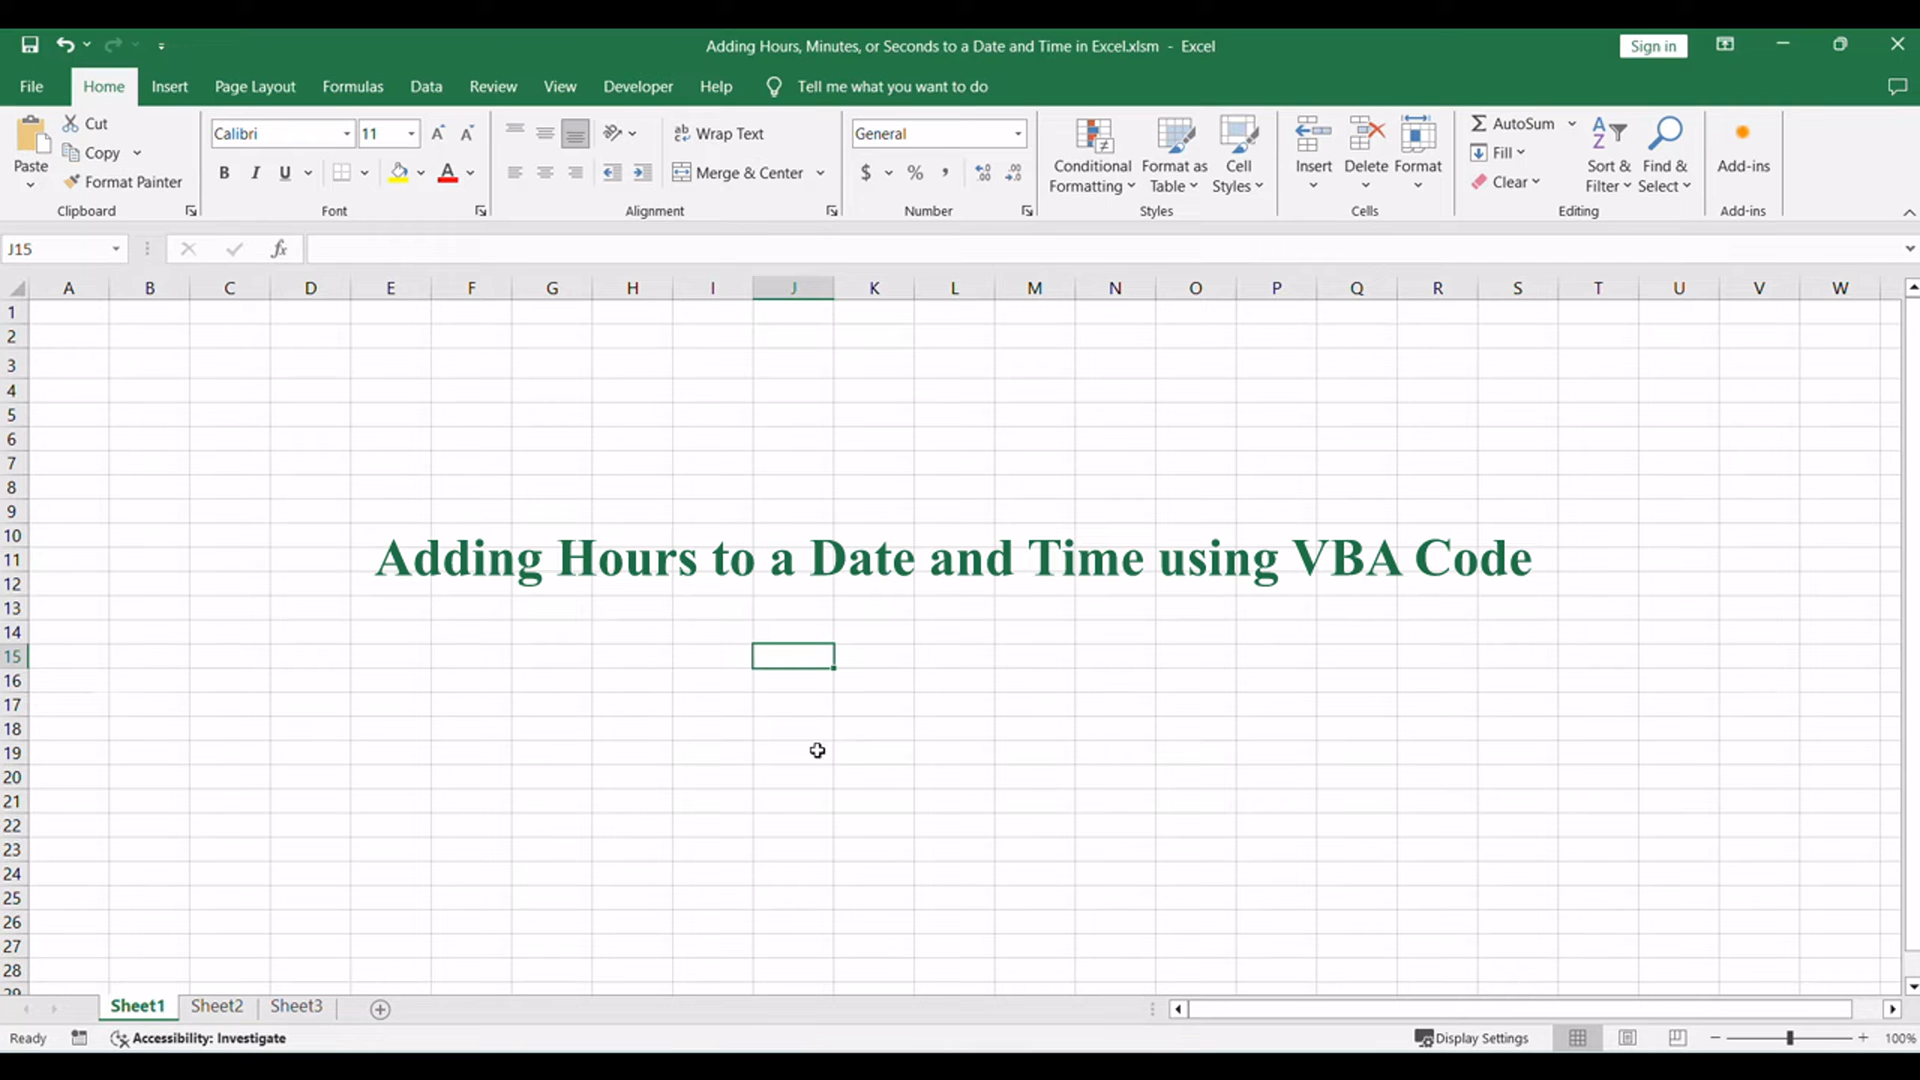 Adding Hours, Minutes, or Seconds to a Date and Time in Excel.xlsm - Excel
Sign in
File Home Insert Page Layout Formulas Data Review View Developer Help Tell me what you want to do
Paste
Cut
Copy
Format Painter
Clipboard
Calibri 11
B I U A
Font
ab Wrap Text
Merge & Center
Alignment
General
$ % ,
Number
Conditional Formatting
Format as Table
Cell Styles
Styles
Insert Delete Format
Cells
AutoSum
Fill
Clear
Sort & Filter
Find & Select
Editing
Add-ins
Add-ins
J15 fx
A B C D E F G H I J K L M N O P Q R S T U V W
1
2
3
4
5
6
7
8
9
10
11
12
13
14
15
16
17
18
19
20
21
22
23
24
25
26
27
28
29
Adding Hours to a Date and Time using VBA Code
Sheet1 Sheet2 Sheet3
Ready Accessibility: Investigate Display Settings 100%